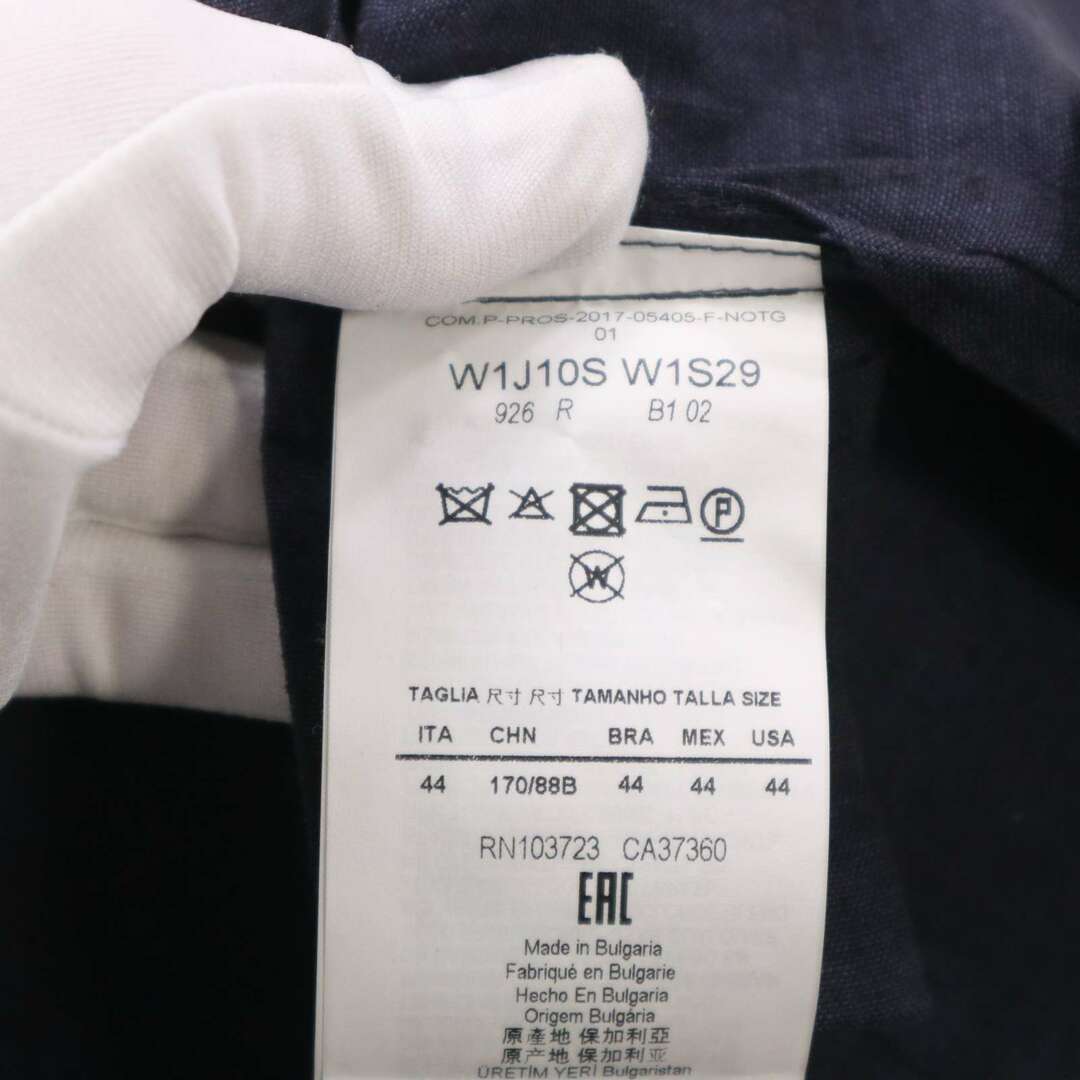 COM.P-PROS-2017-05405-F-NOTG
01
W1J10S W1S29
926 R B1 02
P
W
TAGLIA 尺寸 尺寸 TAMANHO TALLA SIZE
ITA CHN BRA MEX USA
44 170/88B 44 44 44
RN103723 CA37360
EAC
Made in Bulgaria
Fabriqué en Bulgarie
Hecho En Bulgaria
Origem Bulgária
原產地 保加利亞
原产地 保加利亚
ÜRETİM YERİ Bulgaristan